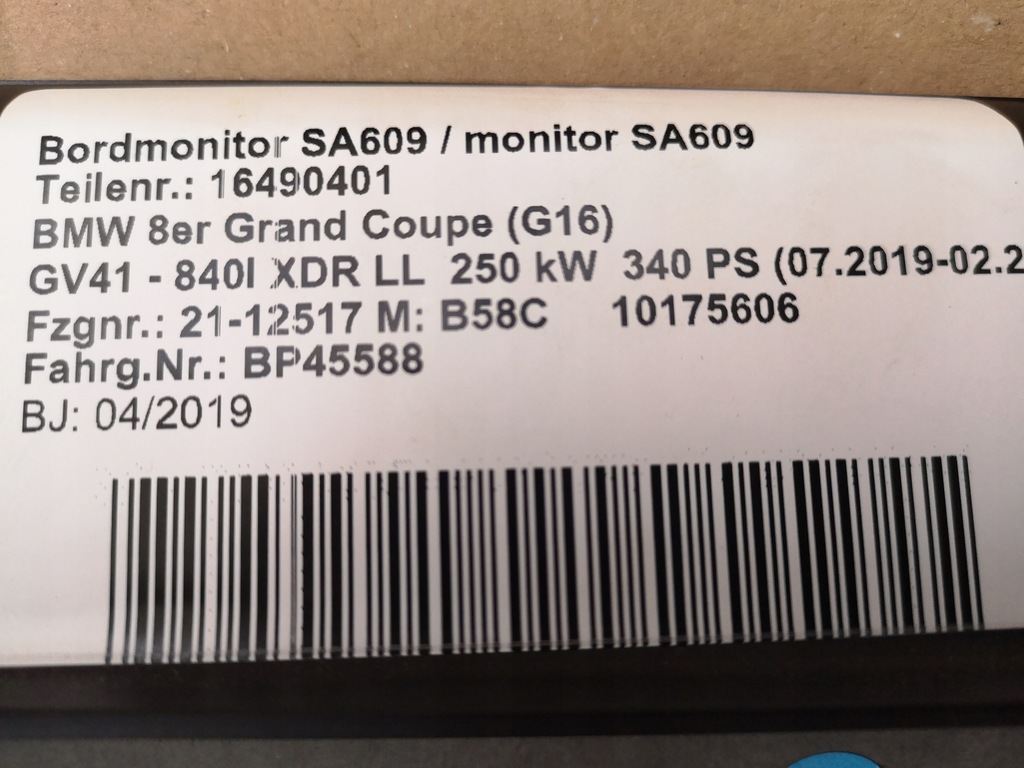 Bordmonitor SA609 / monitor SA609
Teilenr.: 16490401
BMW 8er Grand Coupe (G16)
GV41 - 840I XDR LL 250 kW 340 PS (07.2019-02.2
Fzgnr.: 21-12517 M: B58C 10175606
Fahrg.Nr.: BP45588
BJ: 04/2019